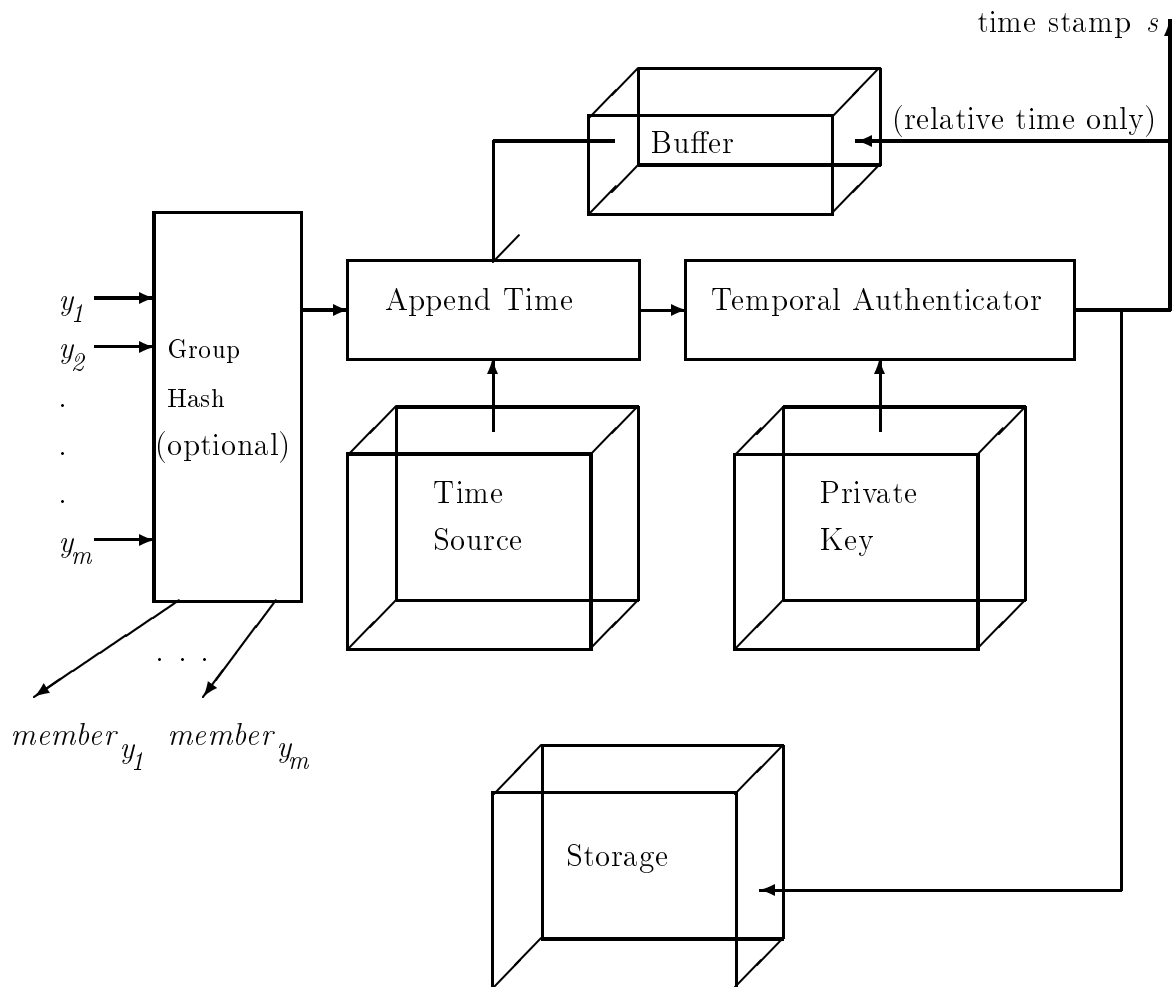 time stamp s
(relative time only)
Buffer
Append Time
Temporal Authenticator
y1
y2
.
.
.
ym
Group
Hash
(optional)
Time
Source
Private
Key
. . .
member y1
member ym
Storage